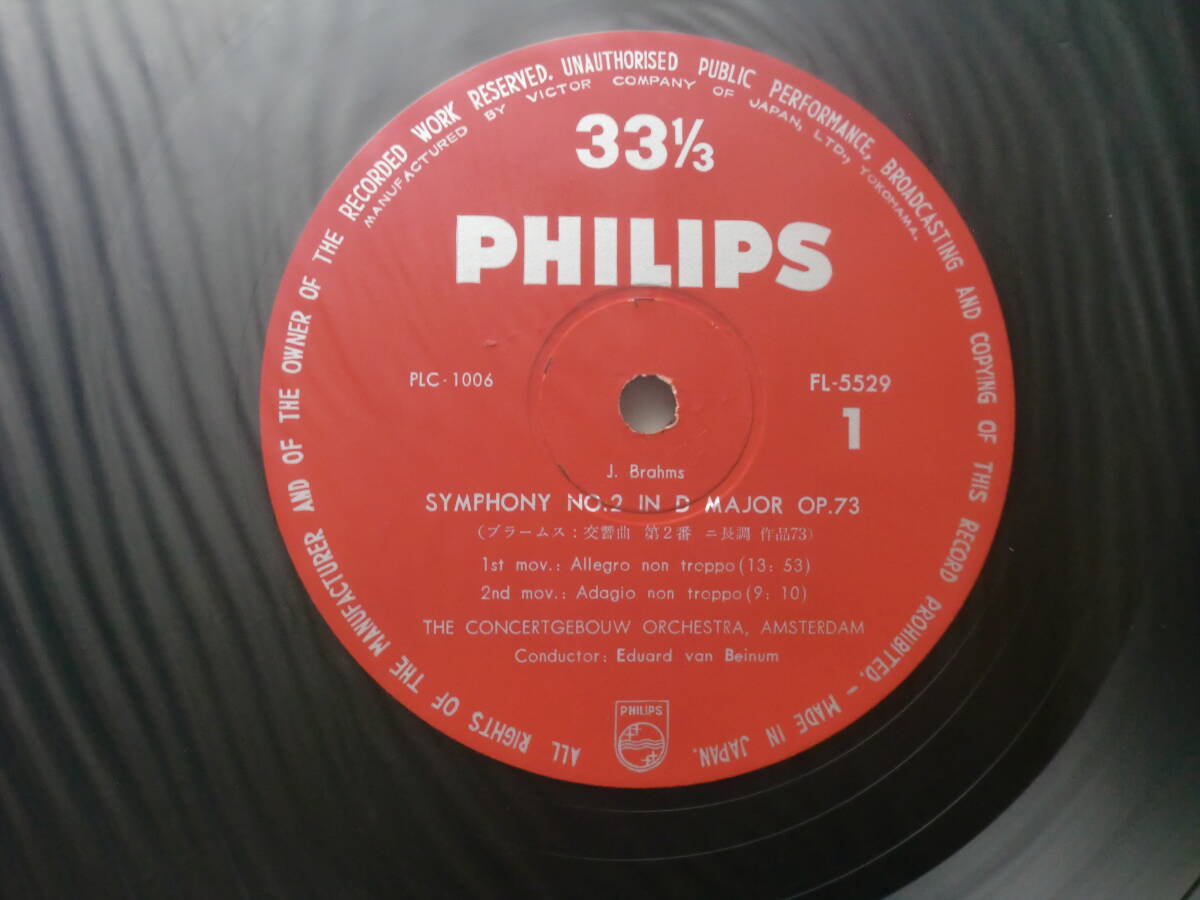 ALL RIGHTS OF THE MANUFACTURER AND OF THE OWNER OF THE RECORDED WORK RESERVED. UNAUTHORISED PUBLIC PERFORMANCE, BROADCASTING AND COPYING OF THIS RECORD PROHIBITED. – MADE IN JAPAN.
MANUFACTURED BY VICTOR COMPANY OF JAPAN, LTD., YOKOHAMA.
33⅓
PHILIPS
PLC-1006
FL-5529
1
J. Brahms
SYMPHONY NO.2 IN D MAJOR OP.73
(ブラームス:交響曲 第2番 ニ長調 作品73)
1st mov.: Allegro non troppo(13: 53)
2nd mov.: Adagio non troppo(9: 10)
THE CONCERTGEBOUW ORCHESTRA, AMSTERDAM
Conductor: Eduard van Beinum
PHILIPS